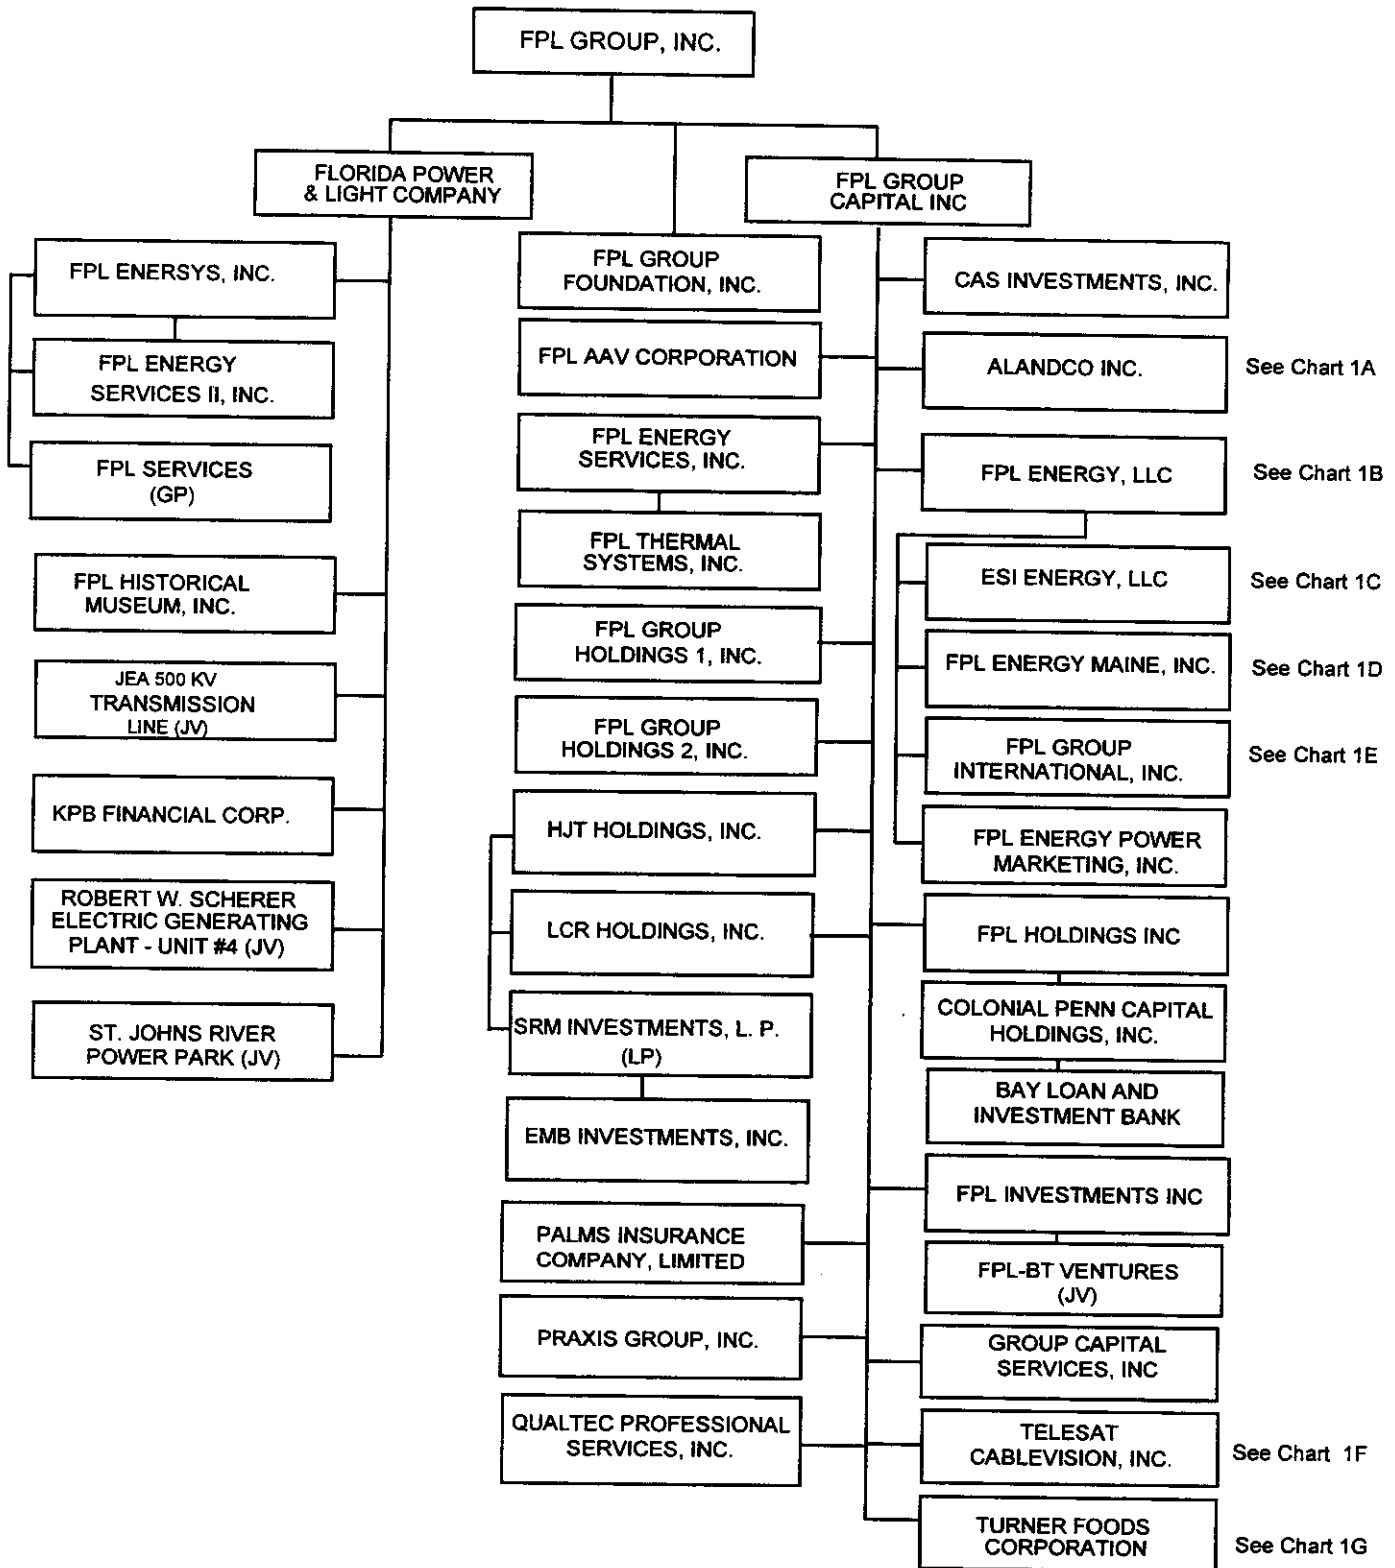 FPL GROUP, INC.
FLORIDA POWER
& LIGHT COMPANY
FPL GROUP
CAPITAL INC
FPL ENERSYS, INC.
FPL ENERGY
SERVICES II, INC.
FPL SERVICES
(GP)
FPL HISTORICAL
MUSEUM, INC.
JEA 500 KV
TRANSMISSION
LINE (JV)
KPB FINANCIAL CORP.
ROBERT W. SCHERER
ELECTRIC GENERATING
PLANT - UNIT #4 (JV)
ST. JOHNS RIVER
POWER PARK (JV)
FPL GROUP
FOUNDATION, INC.
FPL AAV CORPORATION
FPL ENERGY
SERVICES, INC.
FPL THERMAL
SYSTEMS, INC.
FPL GROUP
HOLDINGS 1, INC.
FPL GROUP
HOLDINGS 2, INC.
HJT HOLDINGS, INC.
LCR HOLDINGS, INC.
SRM INVESTMENTS, L. P.
(LP)
EMB INVESTMENTS, INC.
PALMS INSURANCE
COMPANY, LIMITED
PRAXIS GROUP, INC.
QUALTEC PROFESSIONAL
SERVICES, INC.
CAS INVESTMENTS, INC.
ALANDCO INC.
See Chart 1A
FPL ENERGY, LLC
See Chart 1B
ESI ENERGY, LLC
See Chart 1C
FPL ENERGY MAINE, INC.
See Chart 1D
FPL GROUP
INTERNATIONAL, INC.
See Chart 1E
FPL ENERGY POWER
MARKETING, INC.
FPL HOLDINGS INC
COLONIAL PENN CAPITAL
HOLDINGS, INC.
BAY LOAN AND
INVESTMENT BANK
FPL INVESTMENTS INC
FPL-BT VENTURES
(JV)
GROUP CAPITAL
SERVICES, INC
TELESAT
CABLEVISION, INC.
See Chart 1F
TURNER FOODS
CORPORATION
See Chart 1G